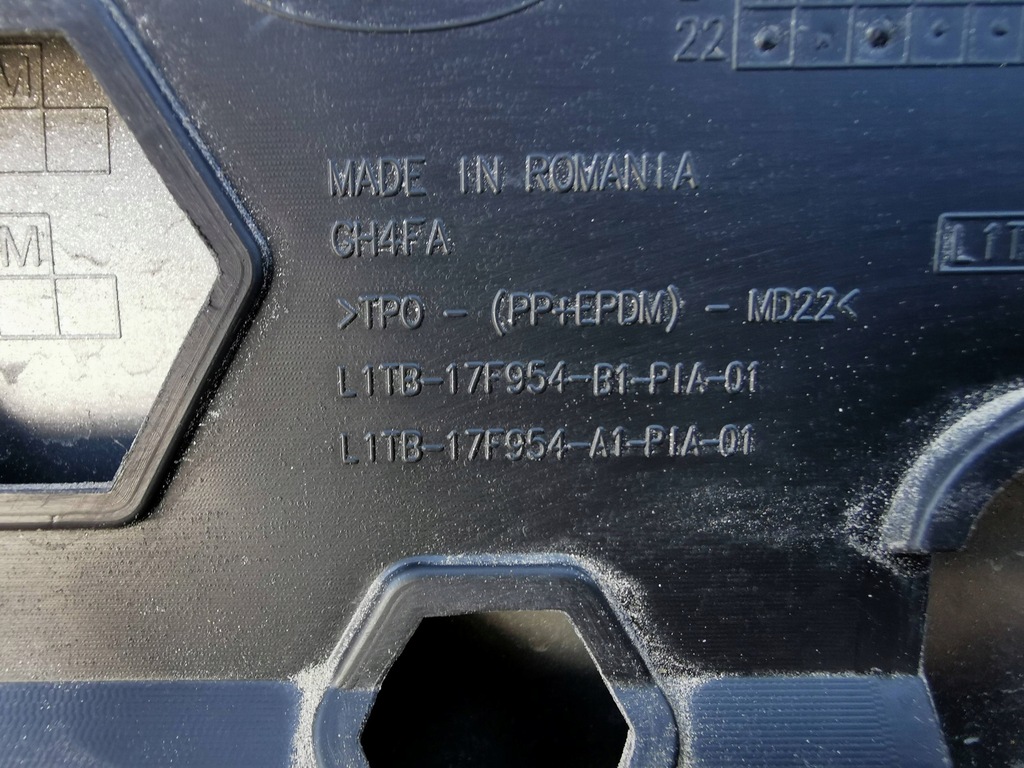 22
MADE IN ROMANIA
GH4FA
>TPO - (PP+EPDM) - MD22<
L1TB-17F954-B1-PIA-01
L1TB-17F954-A1-PIA-01
L1T
M
M